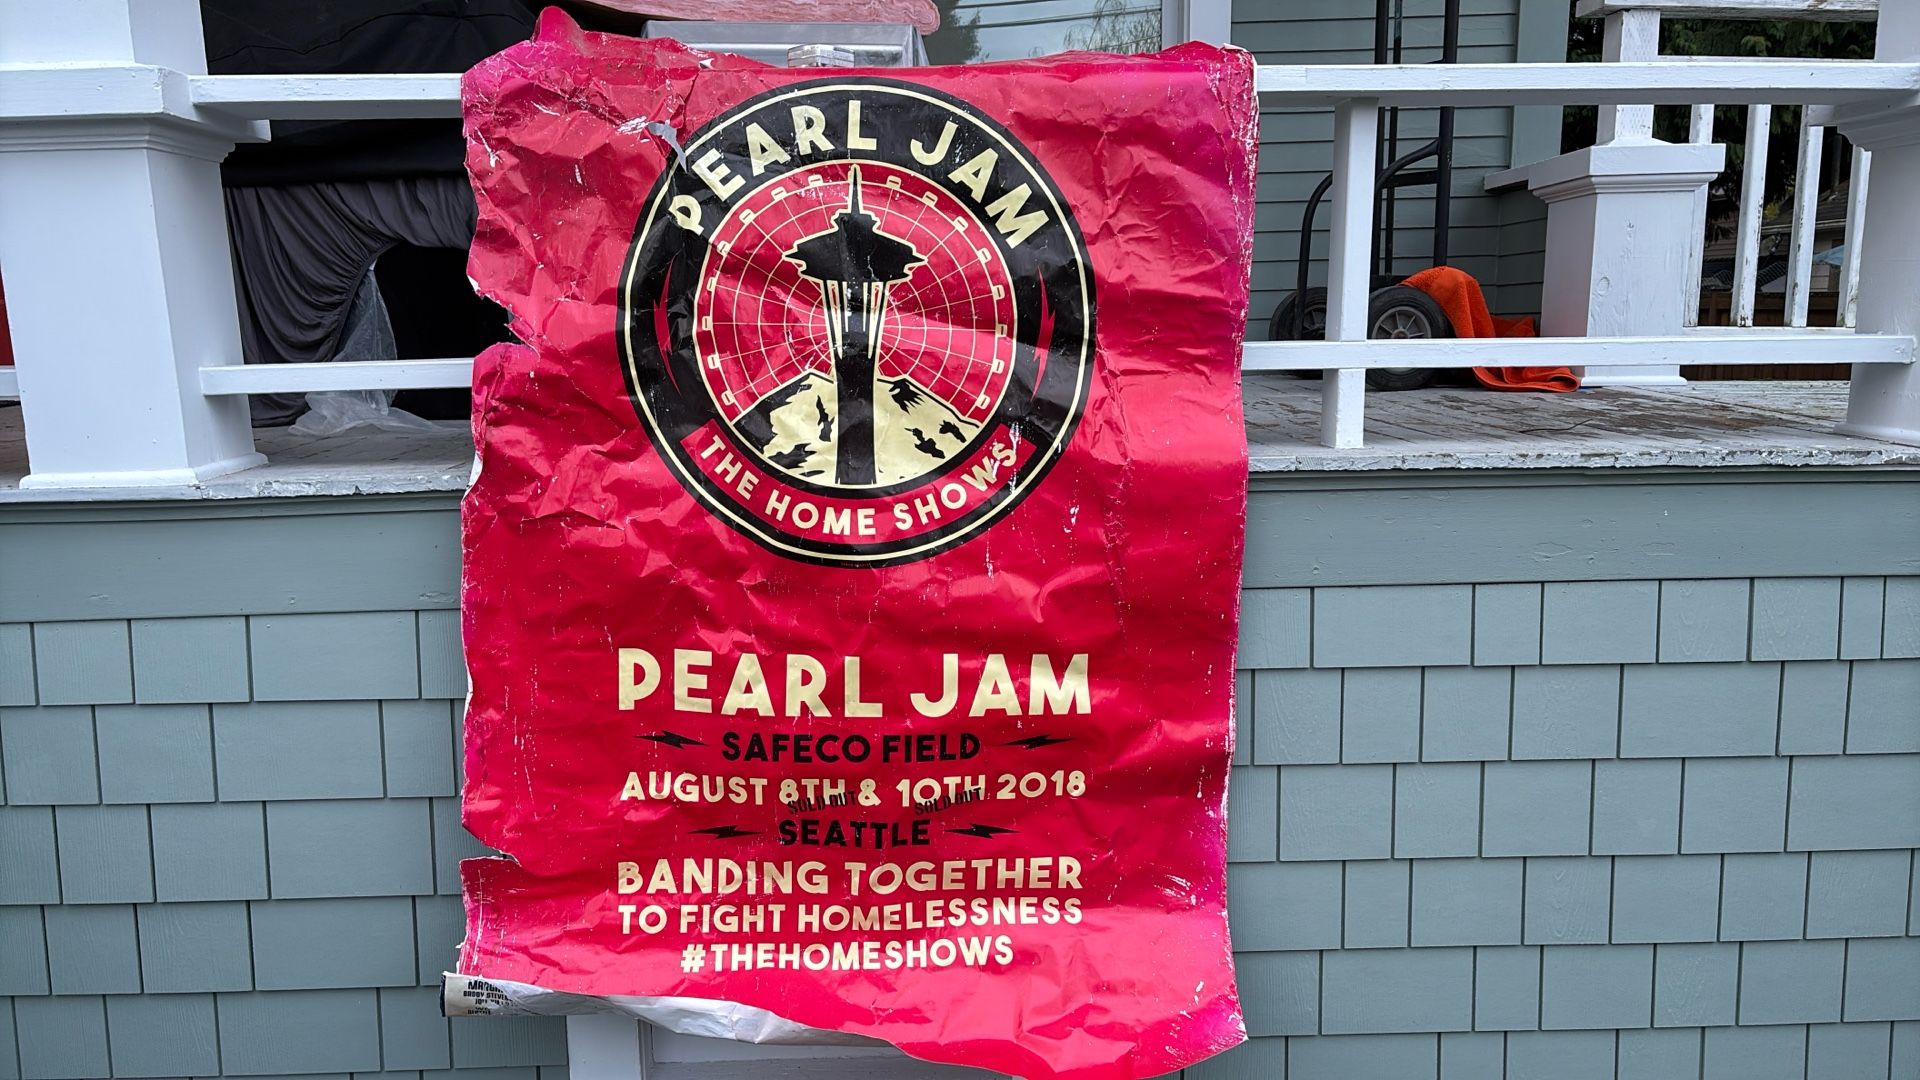 PEARL JAM
THE HOME SHOWS
PEARL JAM
SAFECO FIELD
AUGUST 8TH & 10TH 2018
SOLD OUT SOLD OUT
SEATTLE
BANDING TOGETHER
TO FIGHT HOMELESSNESS
#THEHOMESHOWS